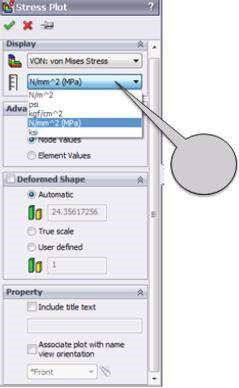 Stress Plot ?
Display
VON: von Mises Stress
N/mm^2 (MPa)
N/m^2
psi
kgf/cm^2
N/mm^2 (MPa)
ksi
Adva
Node Values
Element Values
Deformed Shape
Automatic
24.35617256
True scale
User defined
1
Property
Include title text
Associate plot with name
view orientation
*Front